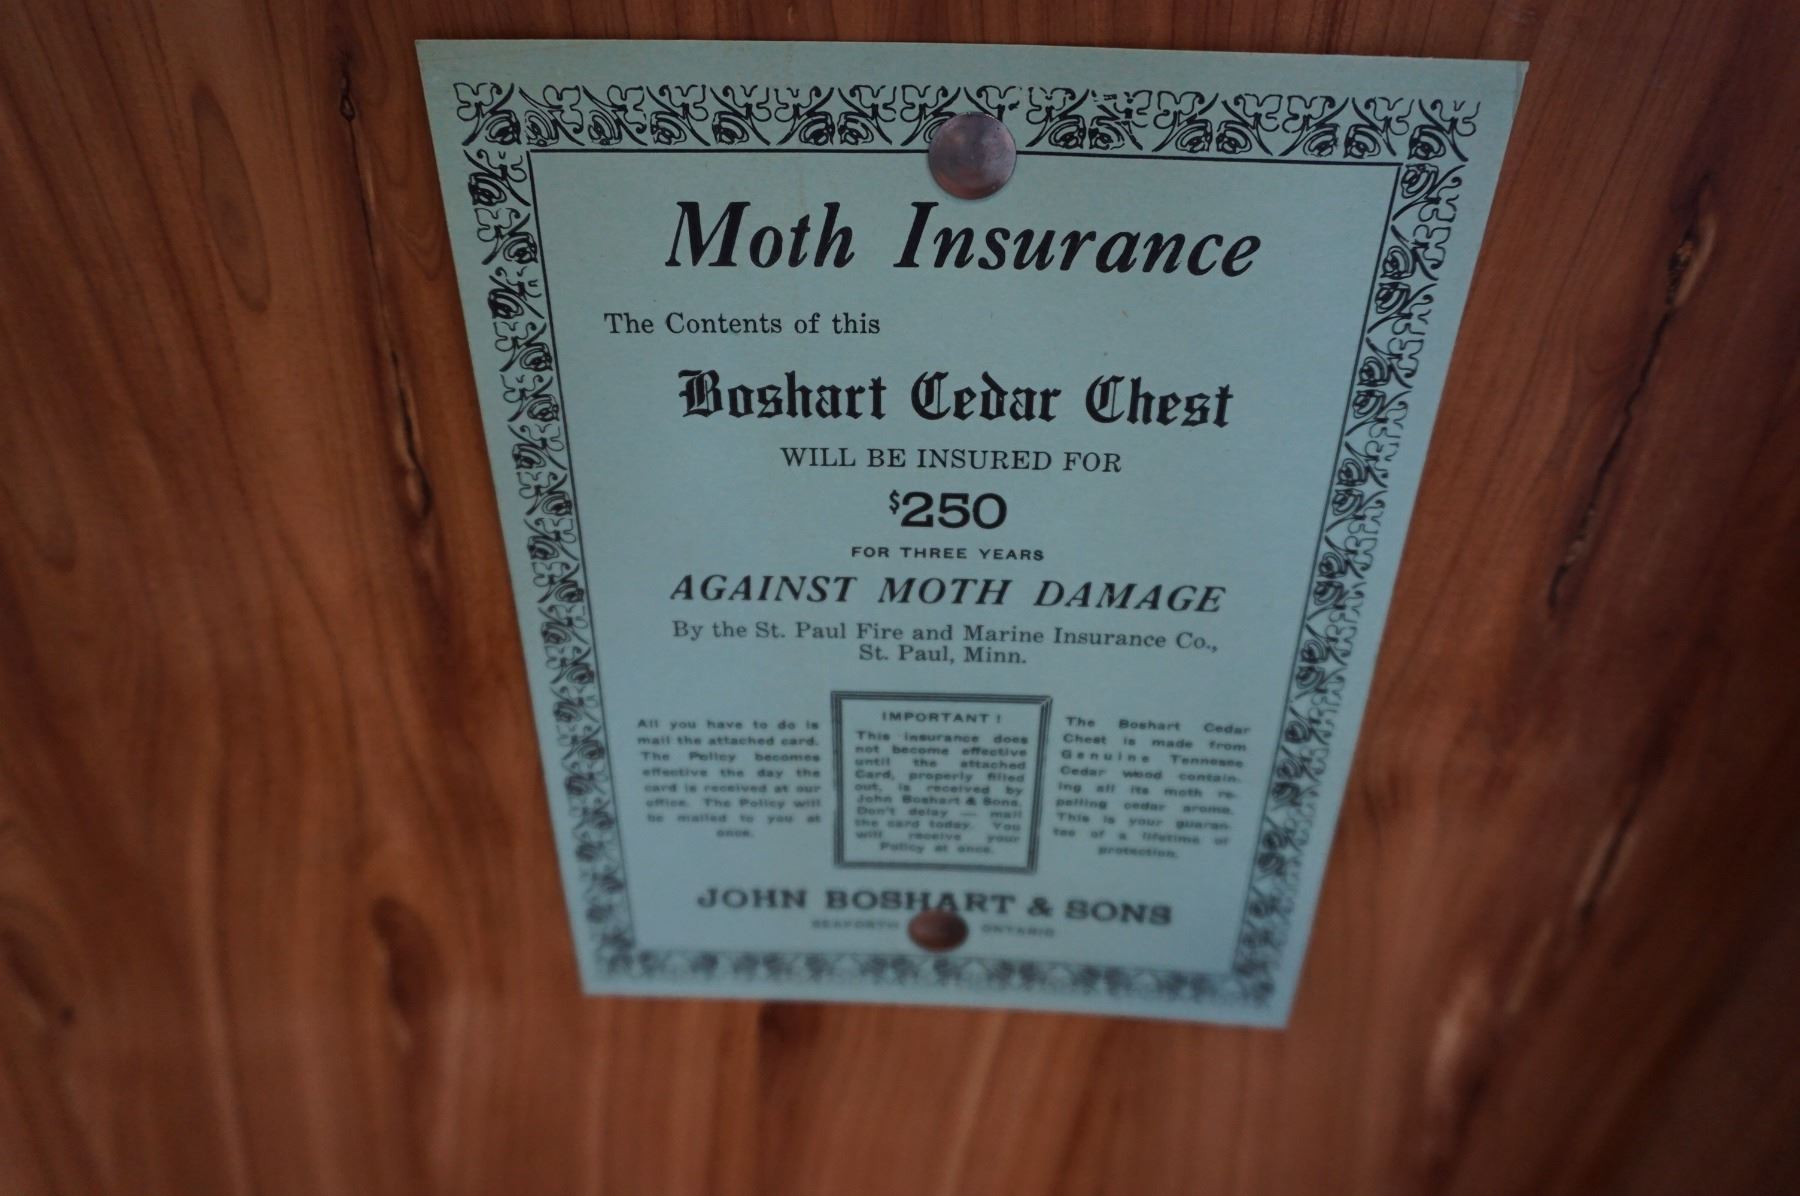 Moth Insurance
The Contents of this
Boshart Cedar Chest
WILL BE INSURED FOR
$250
FOR THREE YEARS
AGAINST MOTH DAMAGE
By the St. Paul Fire and Marine Insurance Co.,
St. Paul, Minn.
All you have to do is
mail the attached card.
The Policy becomes
effective the day the
card is received at our
office. The Policy will
be mailed to you at
once.
IMPORTANT!
This insurance does
not become effective
until the attached
Card, properly filled
out, is received by
John Boshart & Sons.
Don't delay — mail
the card today. You
will receive your
Policy at once.
The Boshart Cedar
Chest is made from
Genuine Tennesee
Cedar wood contain-
ing all its moth re-
pelling cedar aroma.
This is your guaran-
tee of a lifetime of
protection.
JOHN BOSHART & SONS
SEAFORTH ONTARIO